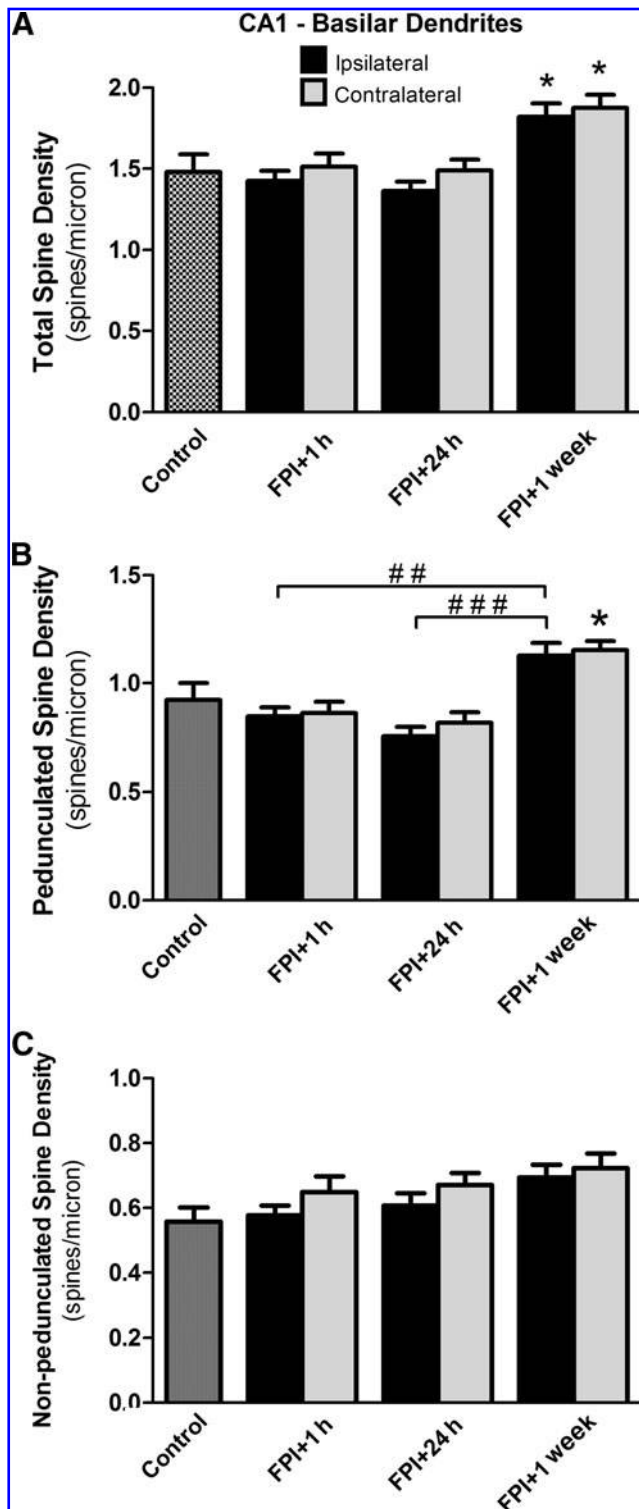 A
CA1 - Basilar Dendrites
Ipsilateral
Contralateral
* *
Total Spine Density
(spines/micron)
2.0
1.5
1.0
0.5
0.0
Control
FPI+1 h
FPI+24 h
FPI+1 week
B
##
###
*
Pedunculated Spine Density
(spines/micron)
1.5
1.0
0.5
0.0
Control
FPI+1 h
FPI+24 h
FPI+1 week
C
Non-pedunculated Spine Density
(spines/micron)
1.0
0.8
0.6
0.4
0.2
0.0
Control
FPI+1 h
FPI+24 h
FPI+1 week